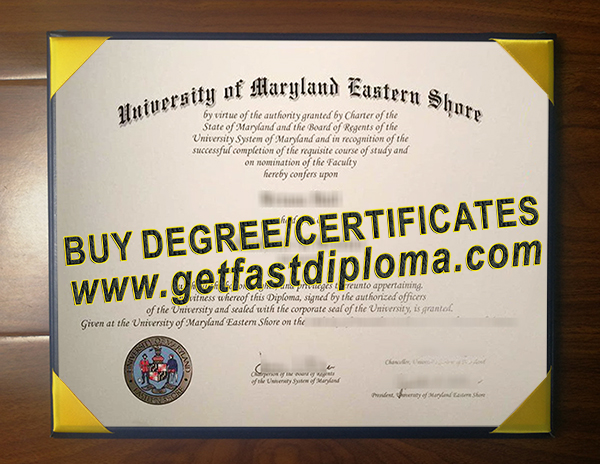 University of Maryland Eastern Shore
by virtue of the authority granted by Charter of the
State of Maryland and the Board of Regents of the
University System of Maryland and in recognition of the
successful completion of the requisite course of study and
on nomination of the Faculty
hereby confers upon
BUY DEGREE/CERTIFICATES
www.getfastdiploma.com
privileges thereunto appertaining.
witness whereof this Diploma, signed by the authorized officers
of the University and sealed with the corporate seal of the University, is granted.
Given at the University of Maryland Eastern Shore on the
Chairperson of the Board of Regents
of the University System of Maryland
Chancellor, of Maryland
President, University of Maryland Eastern Shore